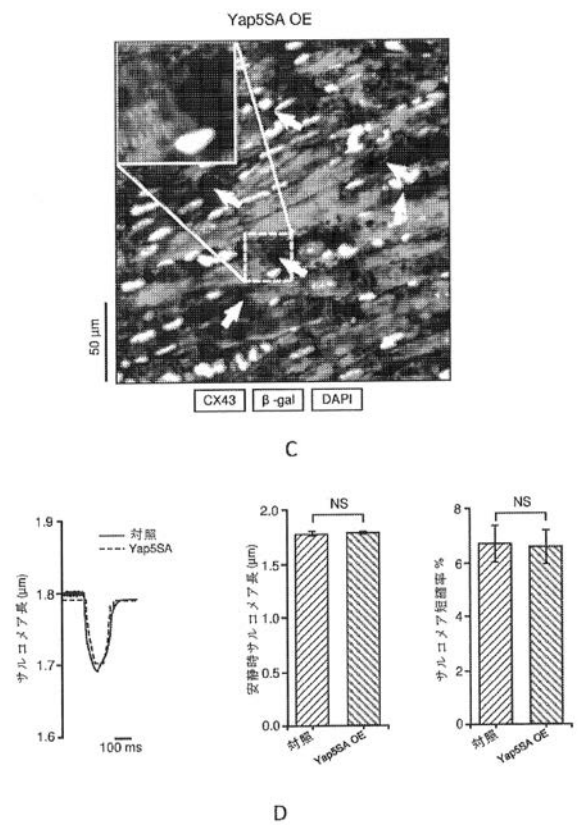 Yap5SA OE
50 μm
CX43 β-gal DAPI
C
1.9
1.8
1.7
1.6
サルコメア長 (μm)
対照
Yap5SA
100 ms
NS
2.0
1.5
1.0
0.5
0.0
安静時サルコメア長 (μm)
対照
Yap5SA OE
NS
8
6
4
2
0
サルコメア短縮率 %
対照
Yap5SA OE
D